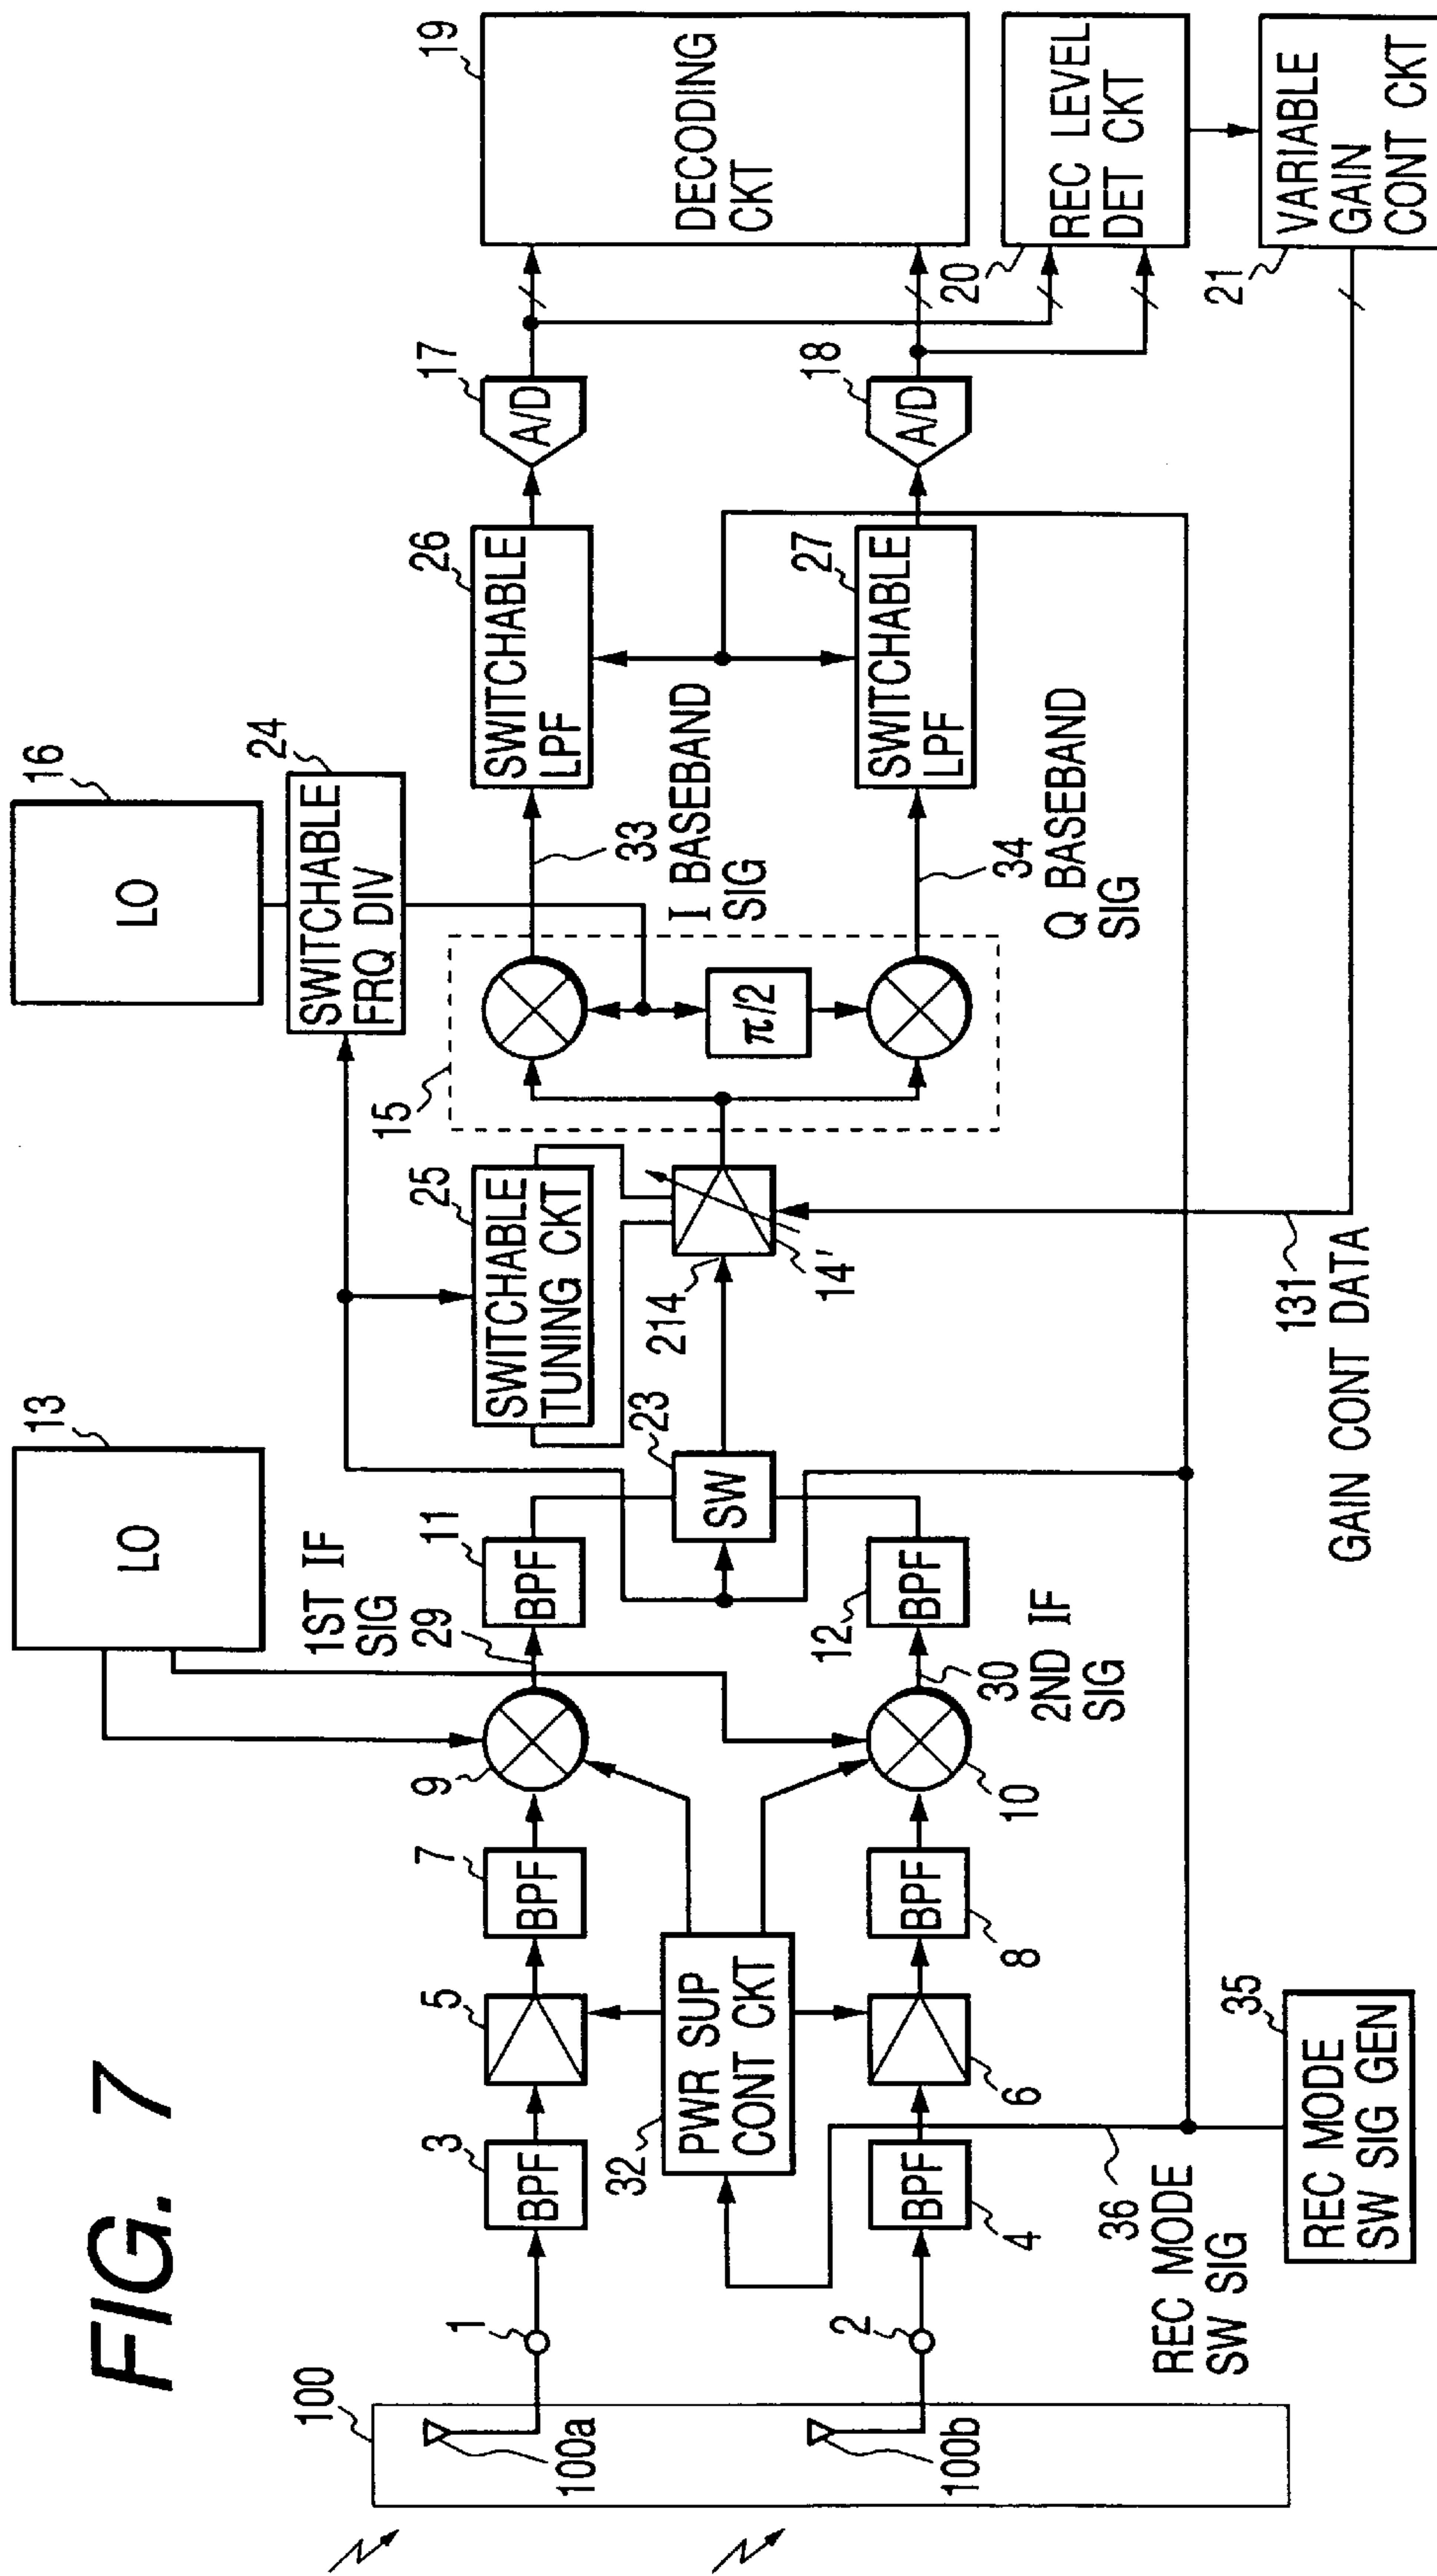 FIG. 7
100
100a
100b
1
2
3
BPF
4
BPF
5
6
7
BPF
8
BPF
32
PWR SUP
CONT CKT
9
10
13
LO
1ST IF
SIG
29
30
2ND IF
SIG
11
BPF
12
BPF
23
SW
25
SWITCHABLE
TUNING CKT
214
14'
15
π/2
16
LO
24
SWITCHABLE
FRQ DIV
33
I BASEBAND
SIG
34
Q BASEBAND
SIG
26
SWITCHABLE
LPF
27
SWITCHABLE
LPF
17
A/D
18
A/D
19
DECODING
CKT
20
REC LEVEL
DET CKT
21
VARIABLE
GAIN
CONT CKT
131
GAIN CONT DATA
36
REC MODE
SW SIG
35
REC MODE
SW SIG GEN